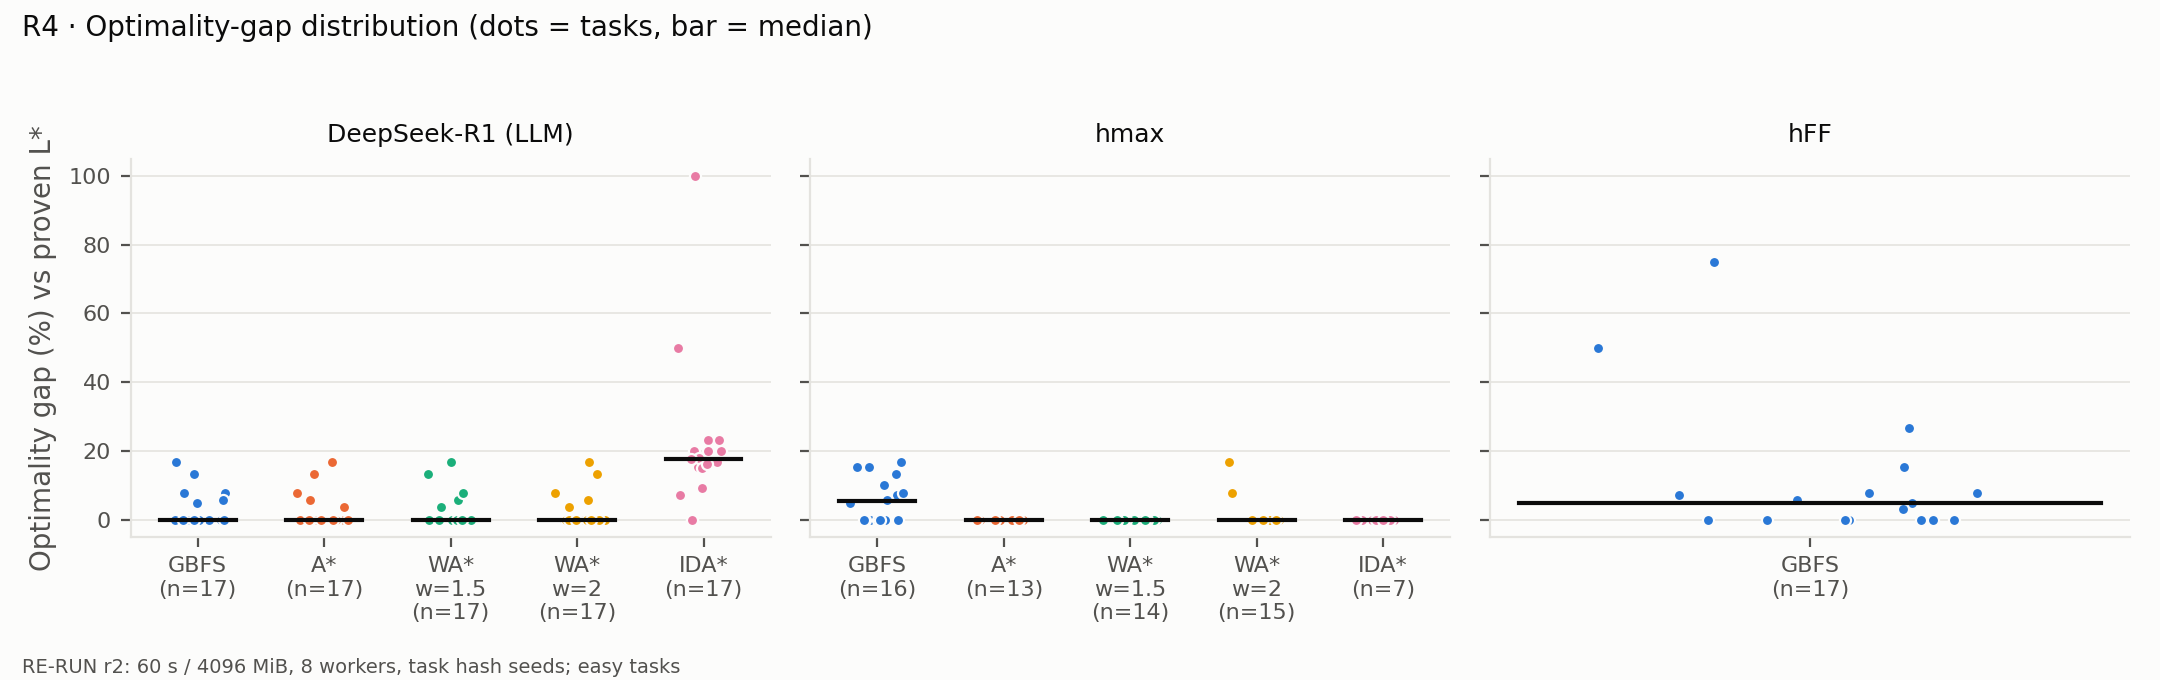 R4 · Optimality-gap distribution (dots = tasks, bar = median)
DeepSeek-R1 (LLM)
hmax
hFF
Optimality gap (%) vs proven L*
100
80
60
40
20
0
GBFS
(n=17)
A*
(n=17)
WA*
w=1.5
(n=17)
WA*
w=2
(n=17)
IDA*
(n=17)
GBFS
(n=16)
A*
(n=13)
WA*
w=1.5
(n=14)
WA*
w=2
(n=15)
IDA*
(n=7)
GBFS
(n=17)
RE-RUN r2: 60 s / 4096 MiB, 8 workers, task hash seeds; easy tasks